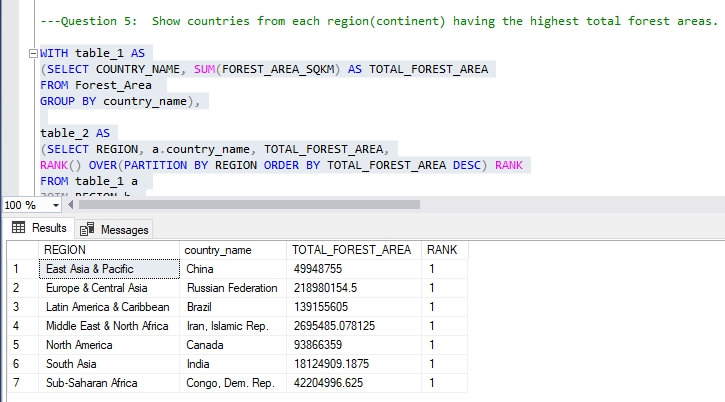 ---Question 5:  Show countries from each region(continent) having the highest total forest areas.
WITH table_1 AS
(SELECT COUNTRY_NAME, SUM(FOREST_AREA_SQKM) AS TOTAL_FOREST_AREA
FROM Forest_Area
GROUP BY country_name),
table_2 AS
(SELECT REGION, a.country_name, TOTAL_FOREST_AREA,
RANK() OVER(PARTITION BY REGION ORDER BY TOTAL_FOREST_AREA DESC) RANK
FROM table_1 a
JOIN REGION b
100 %
Results Messages
REGION country_name TOTAL_FOREST_AREA RANK
1 East Asia & Pacific China 49948755 1
2 Europe & Central Asia Russian Federation 218980154.5 1
3 Latin America & Caribbean Brazil 139155605 1
4 Middle East & North Africa Iran, Islamic Rep. 2695485.078125 1
5 North America Canada 93866359 1
6 South Asia India 18124909.1875 1
7 Sub-Saharan Africa Congo, Dem. Rep. 42204996.625 1